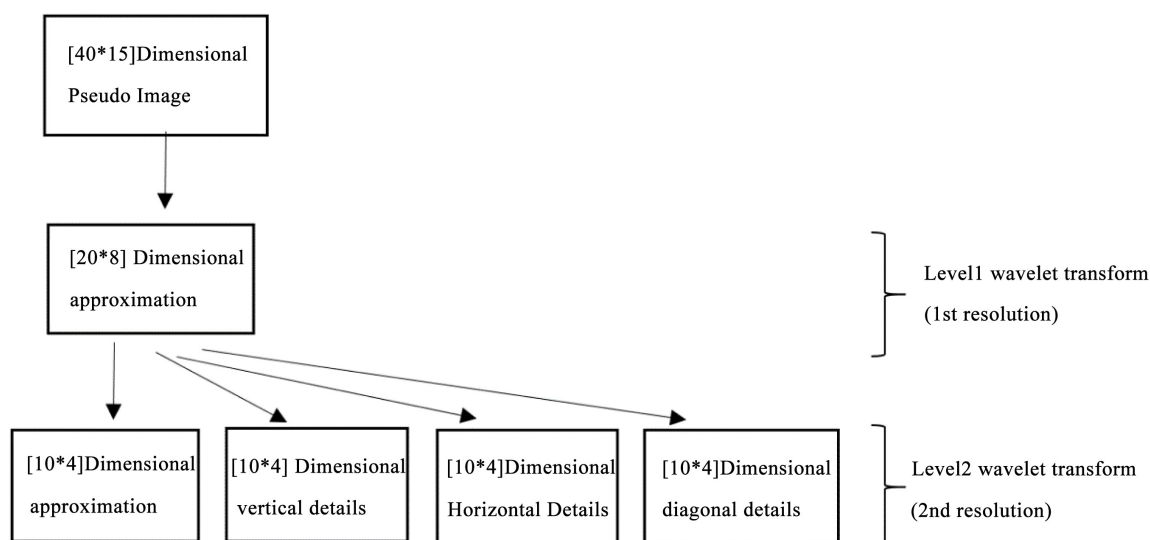 [40*15]Dimensional
Pseudo Image
[20*8] Dimensional
approximation
Level1 wavelet transform
(1st resolution)
[10*4]Dimensional
approximation
[10*4] Dimensional
vertical details
[10*4]Dimensional
Horizontal Details
[10*4]Dimensional
diagonal details
Level2 wavelet transform
(2nd resolution)